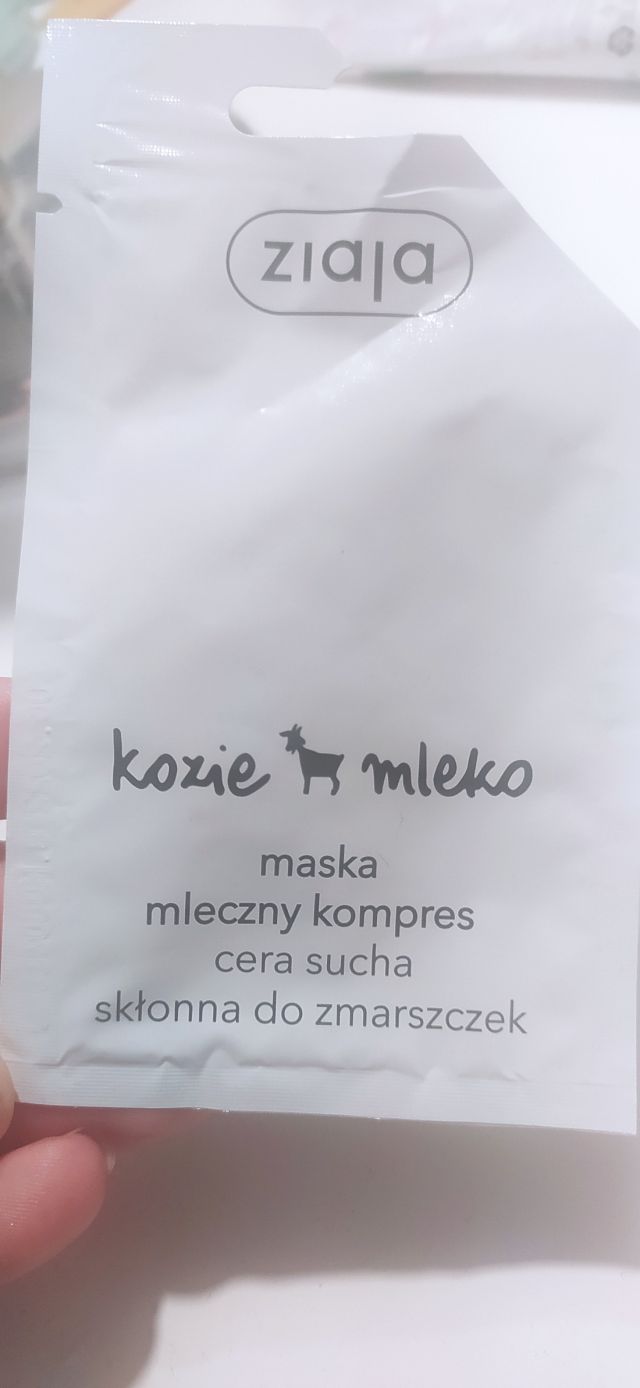 ziaja
kozie mleko
maska
mleczny kompres
cera sucha
skłonna do zmarszczek